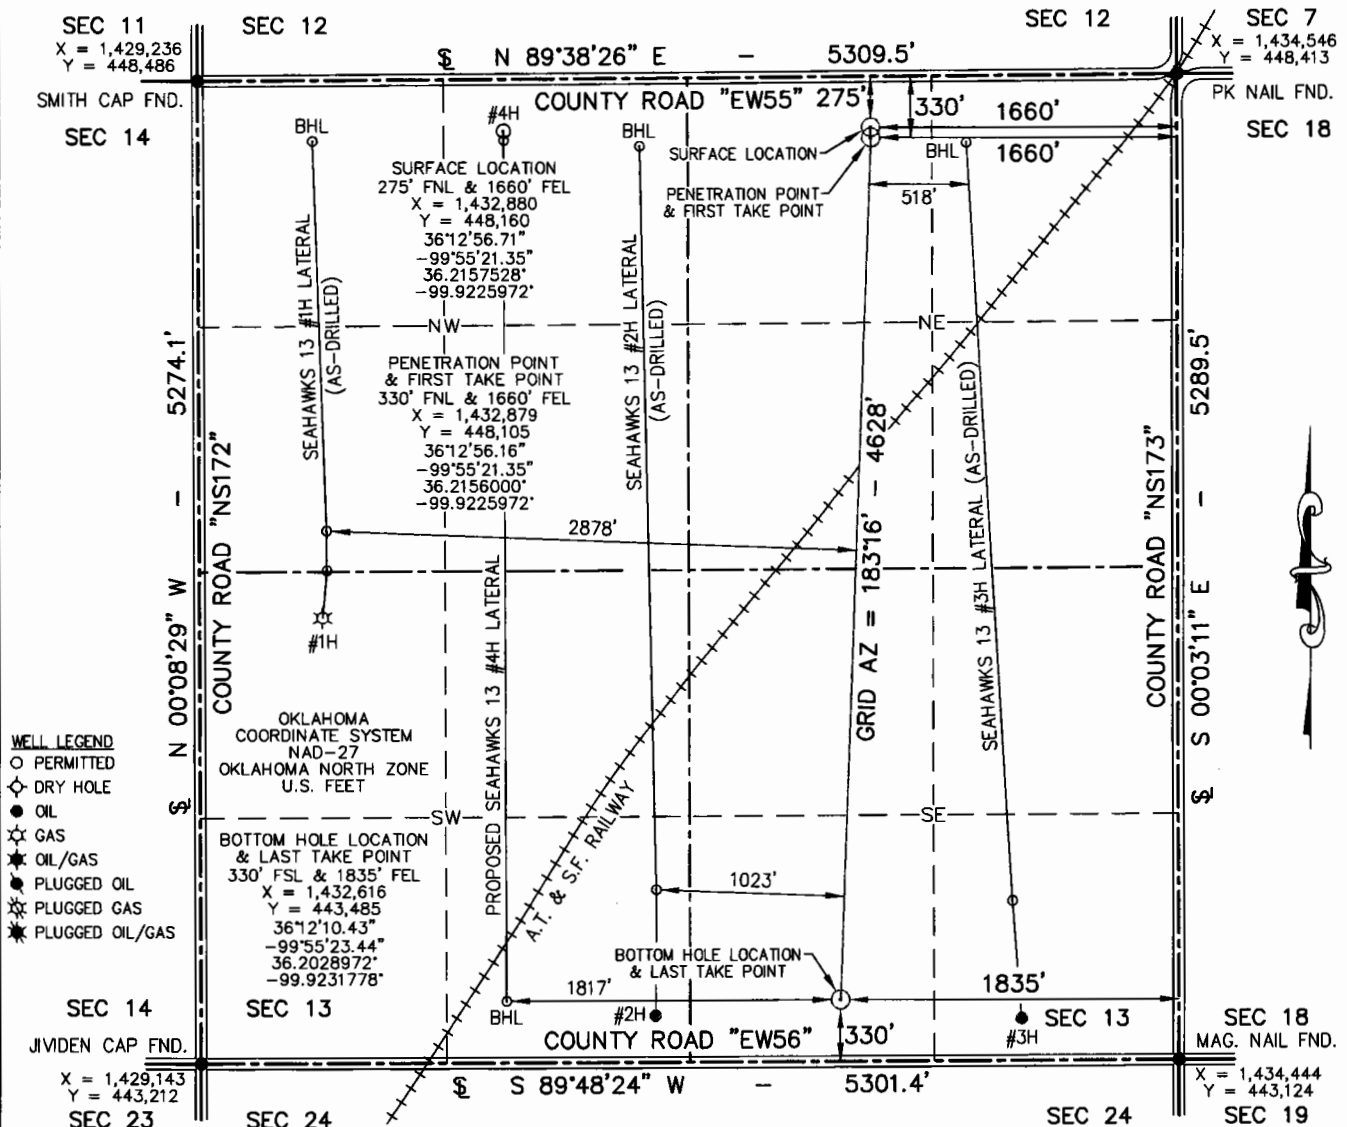 SEC 11
SEC 12
SEC 12
SEC 7
X = 1,429,236
Y = 448,486
N 89°38'26" E - 5309.5'
X = 1,434,546
Y = 448,413
SMITH CAP FND.
COUNTY ROAD "EW55"
275'
330'
1660'
PK NAIL FND.
SEC 14
BHL
#4H
BHL
SURFACE LOCATION
BHL
1660'
SEC 18
SURFACE LOCATION
275' FNL & 1660' FEL
X = 1,432,880
Y = 448,160
36°12'56.71"
-99°55'21.35"
36.2157528°
-99.9225972°
PENETRATION POINT
& FIRST TAKE POINT
518'
SEAHAWKS 13 #1H LATERAL
(AS-DRILLED)
SEAHAWKS 13 #2H LATERAL
(AS-DRILLED)
NW
NE
PENETRATION POINT
& FIRST TAKE POINT
330' FNL & 1660' FEL
X = 1,432,879
Y = 448,105
36°12'56.16"
-99°55'21.35"
36.2156000°
-99.9225972°
N 00°08'29" W - 5274.1'
COUNTY ROAD "NS172"
2878'
GRID AZ = 183°16' - 4628'
SEAHAWKS 13 #3H LATERAL (AS-DRILLED)
COUNTY ROAD "NS173"
S 00°03'11" E - 5289.5'
#1H
PROPOSED SEAHAWKS 13 #4H LATERAL
OKLAHOMA
COORDINATE SYSTEM
NAD-27
OKLAHOMA NORTH ZONE
U.S. FEET
WELL LEGEND
PERMITTED
DRY HOLE
OIL
GAS
OIL/GAS
PLUGGED OIL
PLUGGED GAS
PLUGGED OIL/GAS
SW
SE
A.T. & S.F. RAILWAY
BOTTOM HOLE LOCATION
& LAST TAKE POINT
330' FSL & 1835' FEL
X = 1,432,616
Y = 443,485
36°12'10.43"
-99°55'23.44"
36.2028972°
-99.9231778°
1023'
BOTTOM HOLE LOCATION
& LAST TAKE POINT
1817'
1835'
SEC 14
SEC 13
BHL
#2H
#3H
SEC 13
SEC 18
JIVIDEN CAP FND.
COUNTY ROAD "EW56"
330'
MAG. NAIL FND.
X = 1,429,143
Y = 443,212
S 89°48'24" W - 5301.4'
X = 1,434,444
Y = 443,124
SEC 23
SEC 24
SEC 24
SEC 19